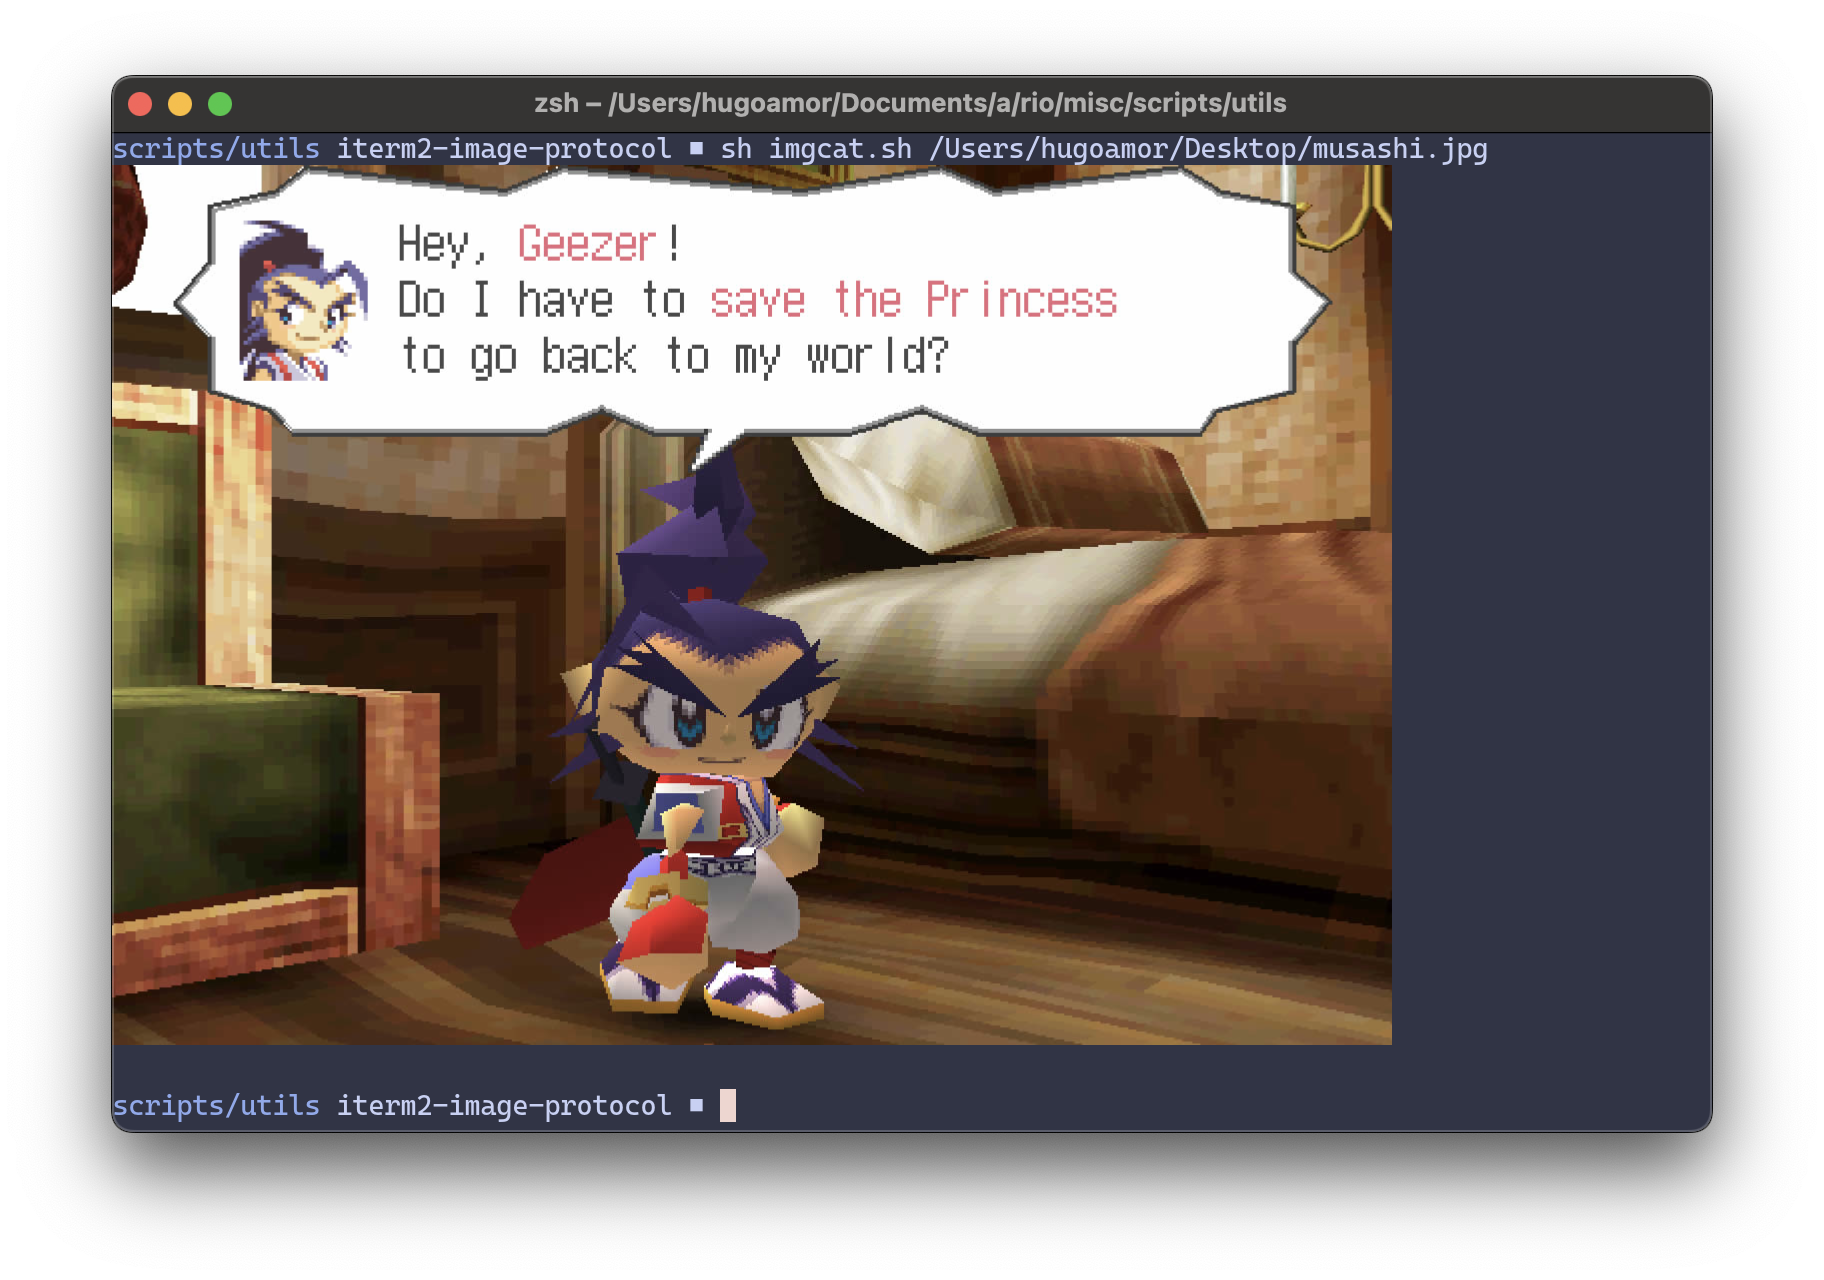 zsh – /Users/hugoamor/Documents/a/rio/misc/scripts/utils
scripts/utils iterm2-image-protocol ■ sh imgcat.sh /Users/hugoamor/Desktop/musashi.jpg
Hey, Geezer!
Do I have to save the Princess
to go back to my world?
scripts/utils iterm2-image-protocol ■